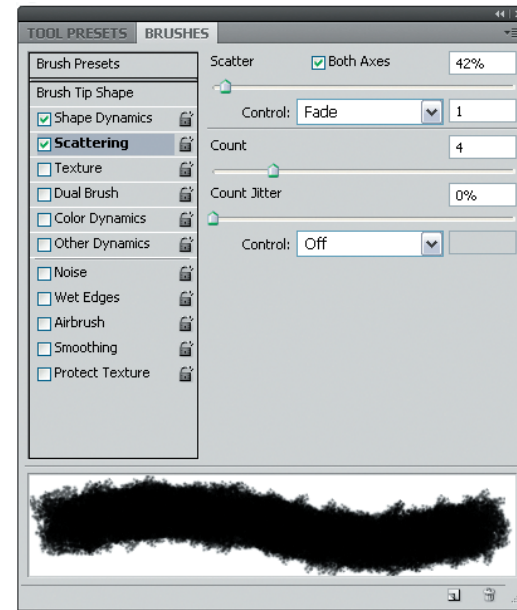 TOOL PRESETS BRUSHES
Brush Presets
Brush Tip Shape
Shape Dynamics
Scattering
Texture
Dual Brush
Color Dynamics
Other Dynamics
Noise
Wet Edges
Airbrush
Smoothing
Protect Texture
Scatter Both Axes 42%
Control: Fade 1
Count 4
Count Jitter 0%
Control: Off